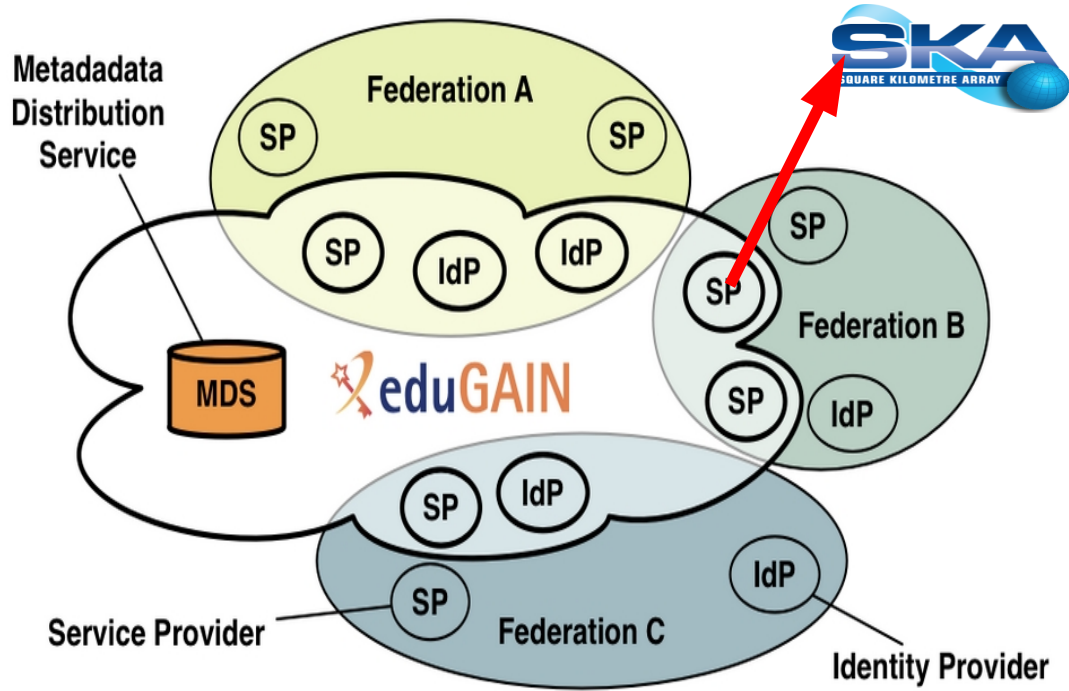 SKA
SQUARE KILOMETRE ARRAY
Metadadata
Distribution
Service
Federation A
SP
SP
SP
IdP
IdP
SP
SP
Federation B
SP
IdP
MDS
eduGAIN
SP
IdP
SP
IdP
Federation C
Service Provider
Identity Provider